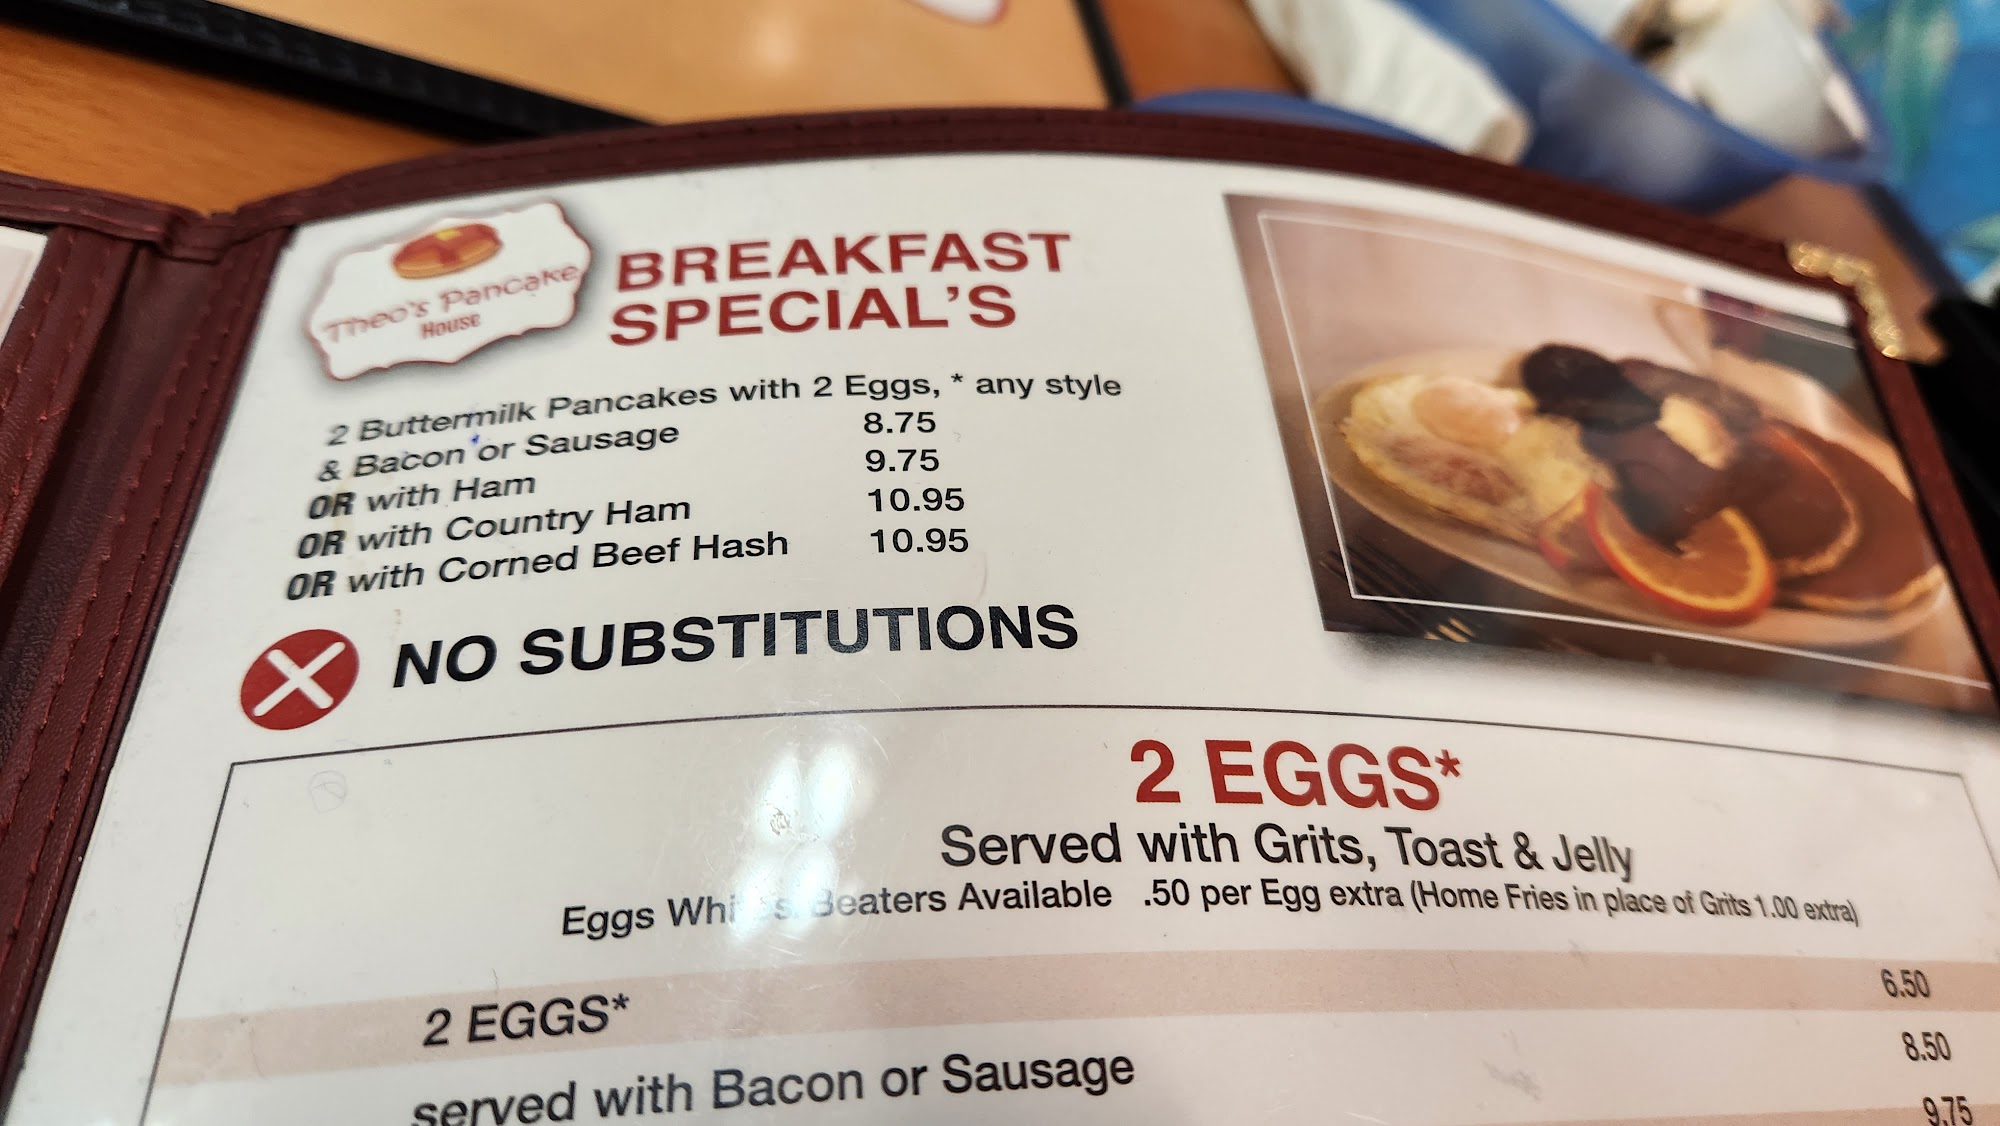 Theo's Pancake
House
BREAKFAST
SPECIAL'S
2 Buttermilk Pancakes with 2 Eggs, * any style
& Bacon or Sausage 8.75
OR with Ham 9.75
OR with Country Ham 10.95
OR with Corned Beef Hash 10.95
NO SUBSTITUTIONS
2 EGGS*
Served with Grits, Toast & Jelly
Eggs Beaters Available .50 per Egg extra (Home Fries in place of Grits 1.00 extra)
2 EGGS* 6.50
served with Bacon or Sausage 8.50
9.75